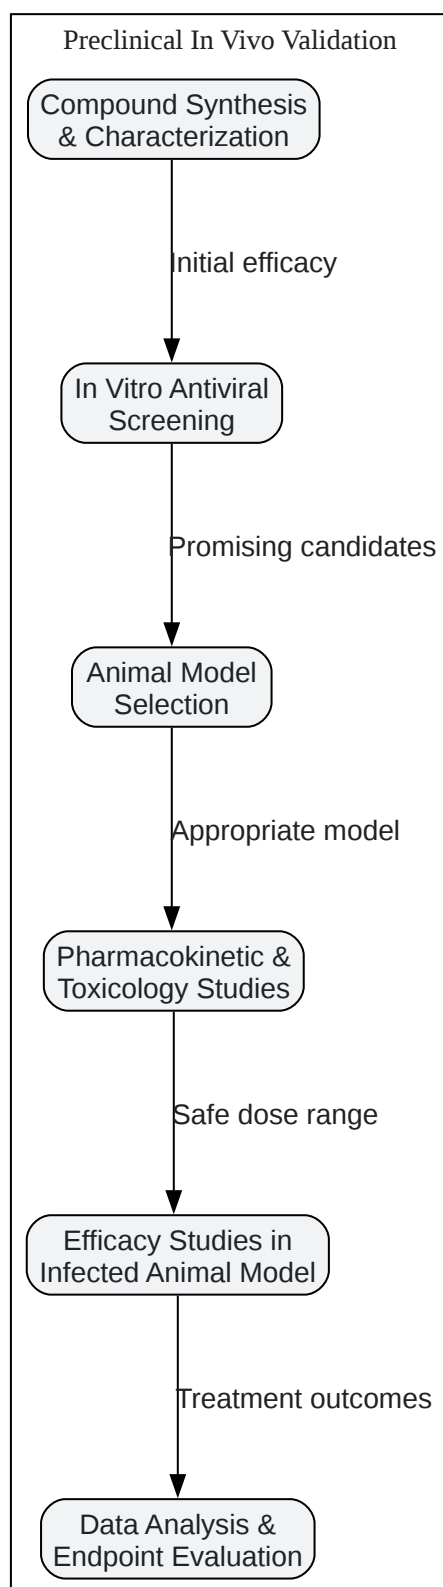 Preclinical In Vivo Validation
Compound Synthesis
& Characterization
Initial efficacy
In Vitro Antiviral
Screening
Promising candidates
Animal Model
Selection
Appropriate model
Pharmacokinetic &
Toxicology Studies
Safe dose range
Efficacy Studies in
Infected Animal Model
Treatment outcomes
Data Analysis &
Endpoint Evaluation